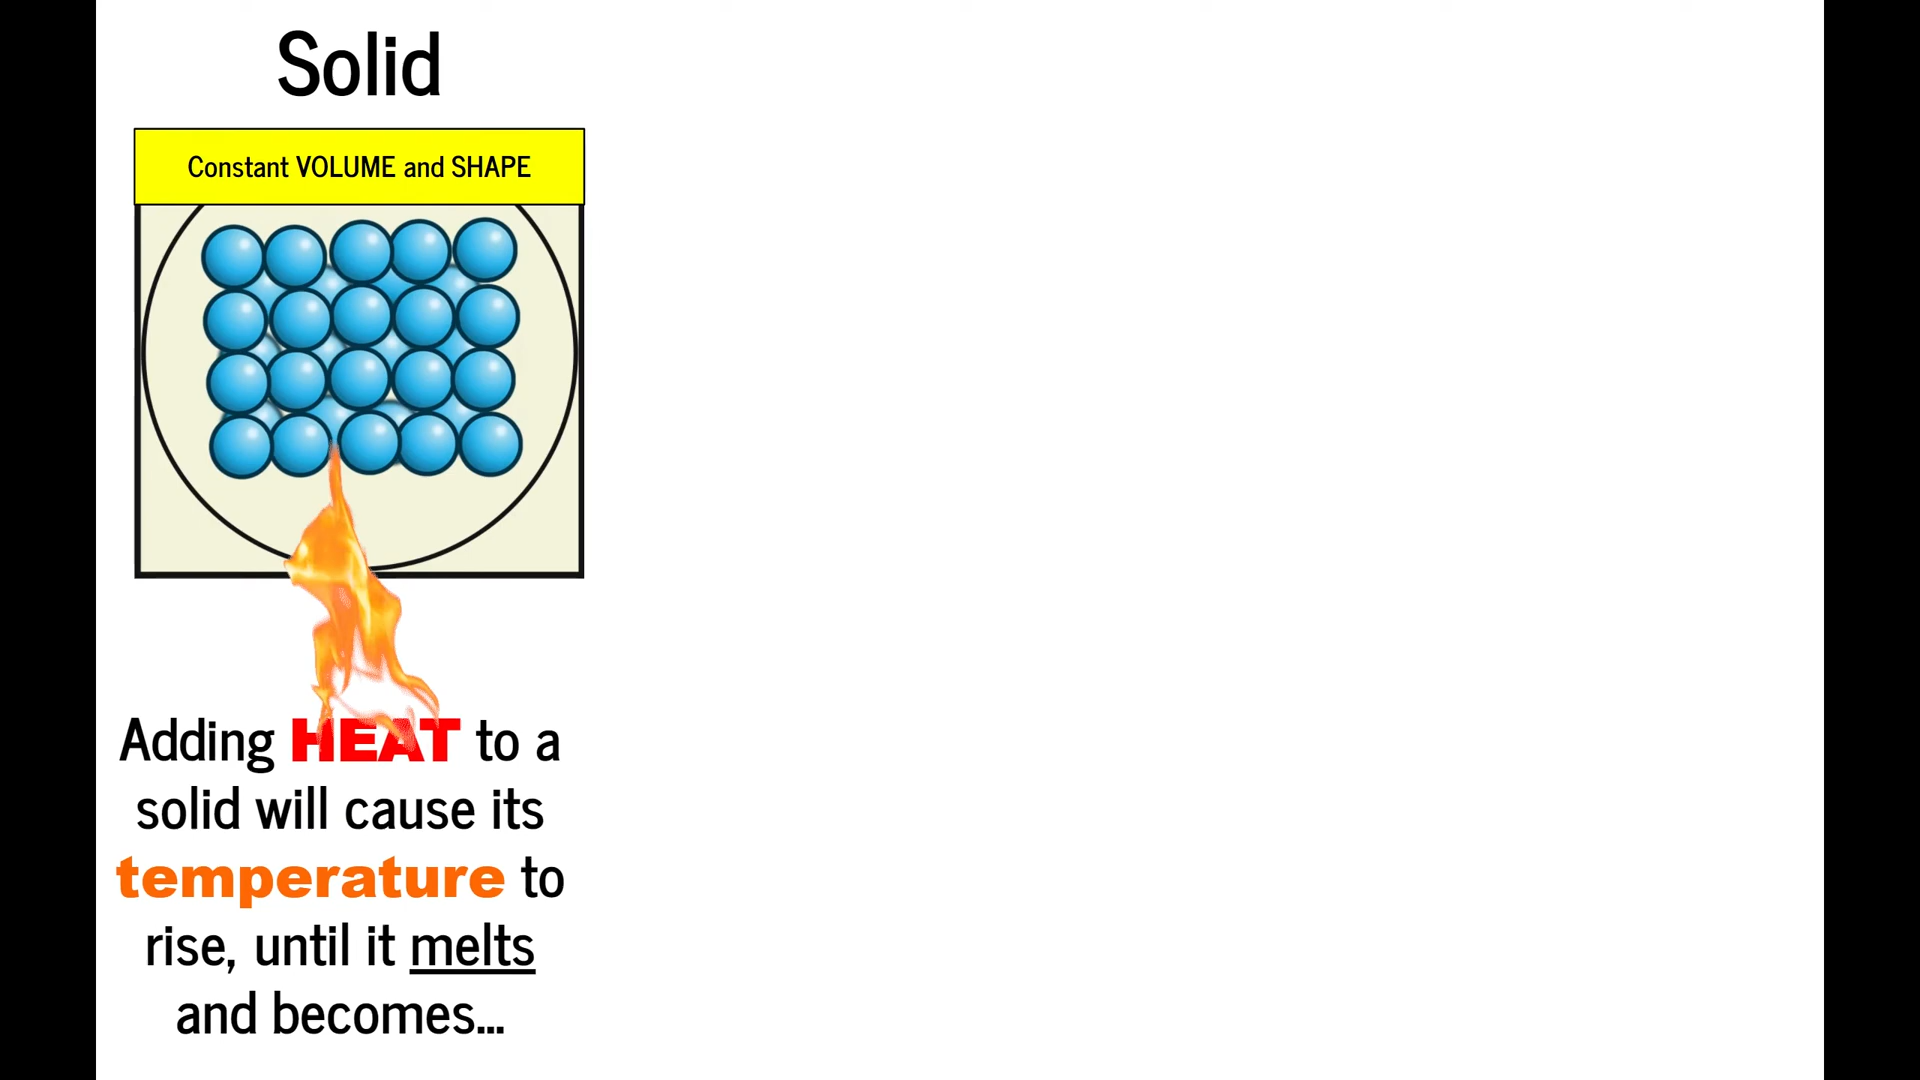 Solid
Constant VOLUME and SHAPE
Adding HEAT to a
solid will cause its
temperature to
rise, until it melts
and becomes...